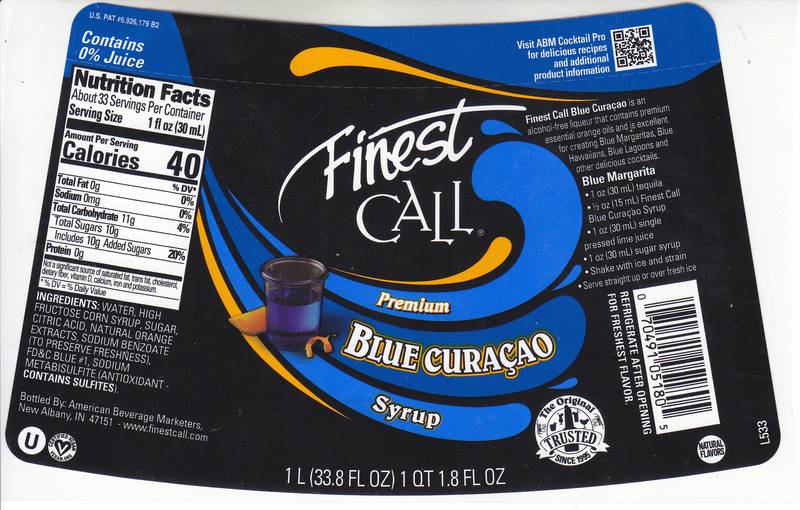 U.S. PAT #6,926,179 B2
Contains
0% Juice
Nutrition Facts
About 33 Servings Per Container
Serving Size 1 fl oz (30 mL)
Amount Per Serving
Calories 40
% DV*
Total Fat 0g 0%
Sodium 0mg 0%
Total Carbohydrate 11g 4%
Total Sugars 10g
Includes 10g Added Sugars 20%
Protein 0g
Not a significant source of saturated fat, trans fat, cholesterol,
dietary fiber, vitamin D, calcium, iron and potassium.
* % DV = % Daily Value
INGREDIENTS: WATER, HIGH
FRUCTOSE CORN SYRUP, SUGAR,
CITRIC ACID, NATURAL ORANGE
EXTRACTS, SODIUM BENZOATE
(TO PRESERVE FRESHNESS),
FD&C BLUE #1, SODIUM
METABISULFITE (ANTIOXIDANT -
CONTAINS SULFITES).
Bottled By: American Beverage Marketers,
New Albany, IN 47151 - www.finestcall.com
U
Finest
CALL®
Premium
BLUE CURAÇAO
Syrup
1 L (33.8 FL OZ) 1 QT 1.8 FL OZ
Visit ABM Cocktail Pro
for delicious recipes
and additional
product information
Finest Call Blue Curaçao is an
alcohol-free liqueur that contains premium
essential orange oils and is excellent
for creating Blue Margaritas, Blue
Hawaiians, Blue Lagoons and
other delicious cocktails.
Blue Margarita
• 1 oz (30 mL) tequila
• ½ oz (15 mL) Finest Call
Blue Curaçao Syrup
• 1 oz (30 mL) single
pressed lime juice
• 1 oz (30 mL) sugar syrup
• Shake with ice and strain
• Serve straight up or over fresh ice
REFRIGERATE AFTER OPENING
FOR FRESHEST FLAVOR.
0 70491 05180 5
The Original
TRUSTED
SINCE 1995
NATURAL
FLAVORS
L533